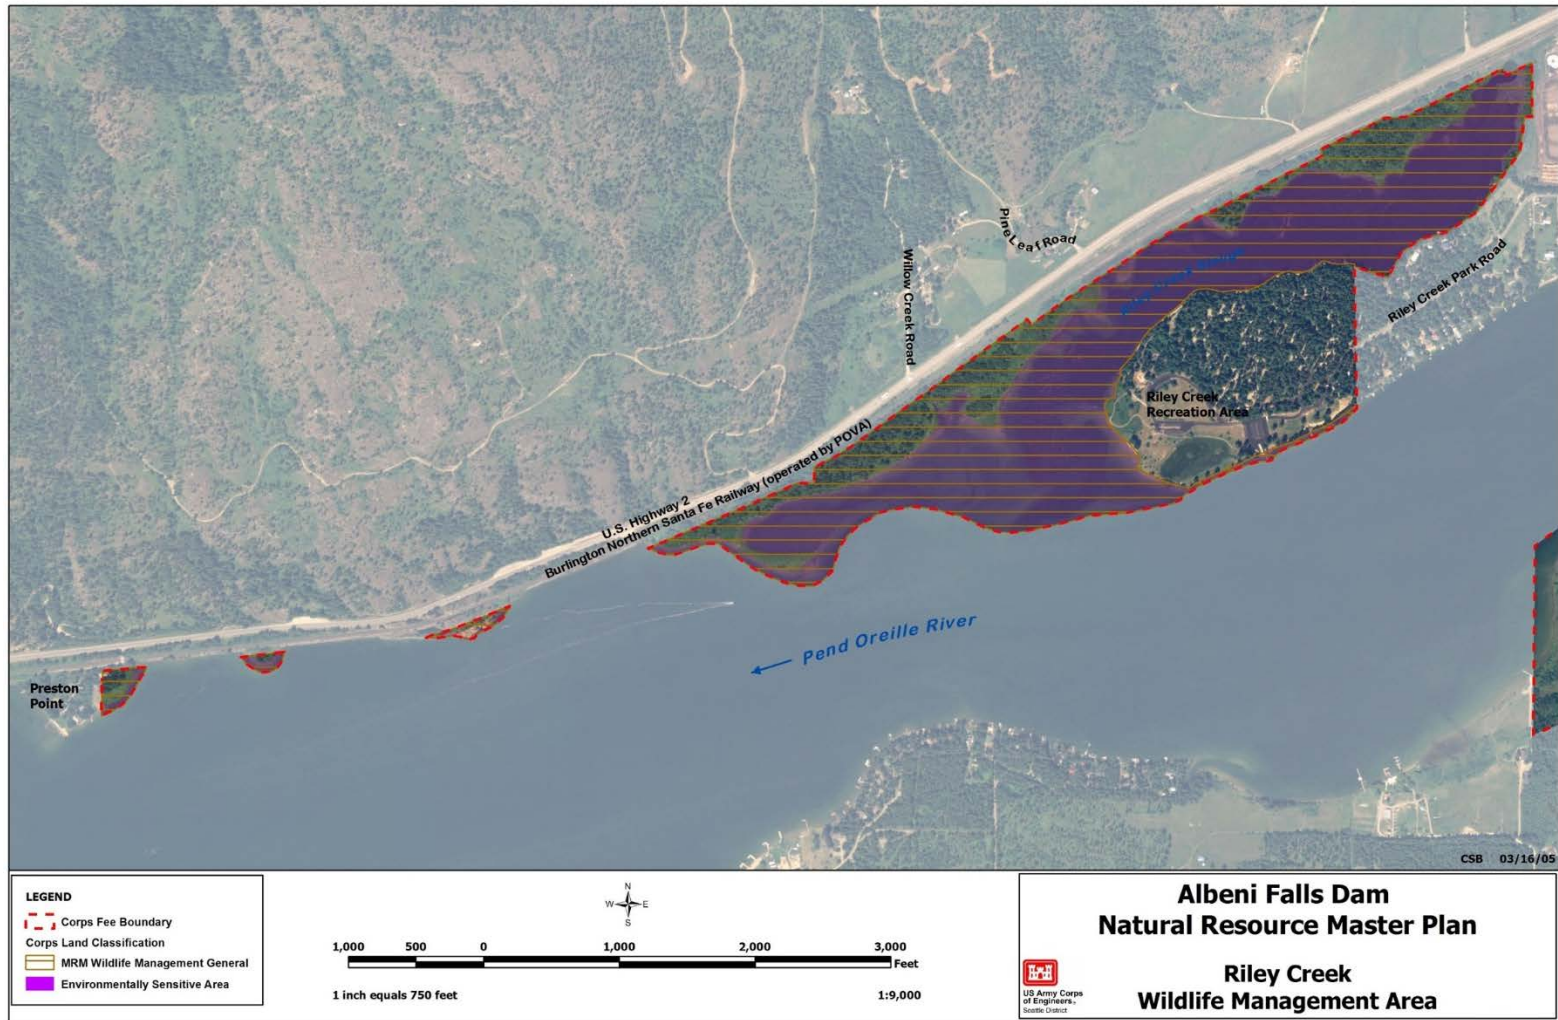 Pine Leaf Road
Willow Creek Road
Riley Creek Park Road
Riley Creek
Recreation Area
U.S. Highway 2
Burlington Northern Santa Fe Railway (operated by POVA)
Pend Oreille River
Preston
Point
CSB 03/16/05
LEGEND
Corps Fee Boundary
Corps Land Classification
MRM Wildlife Management General
Environmentally Sensitive Area
N
W E
S
1,000 500 0 1,000 2,000 3,000
Feet
1 inch equals 750 feet
1:9,000
Albeni Falls Dam
Natural Resource Master Plan
US Army Corps
of Engineers®
Seattle District
Riley Creek
Wildlife Management Area